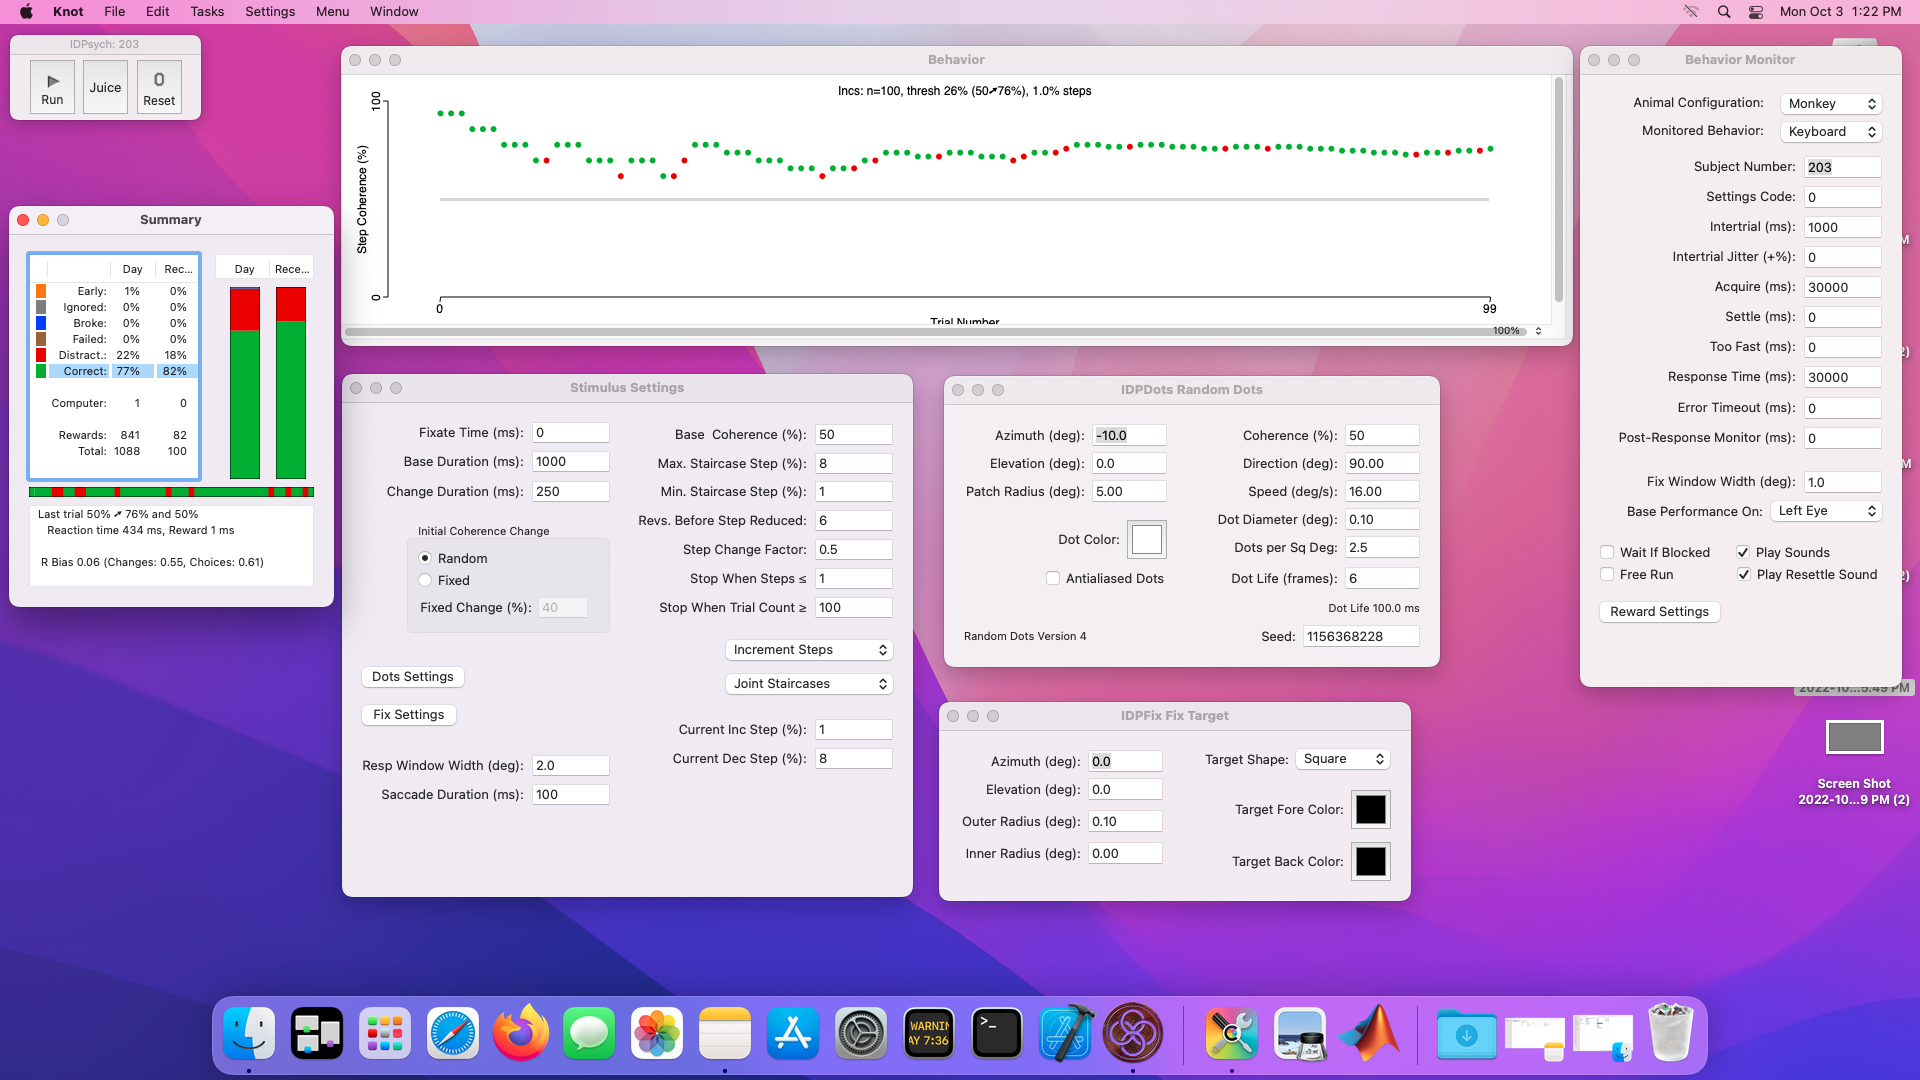 Knot File Edit Tasks Settings Menu Window
Mon Oct 3 1:22 PM
IDPsych: 203
Run
Juice
0
Reset
Summary
Day Rec...
Early: 1% 0%
Ignored: 0% 0%
Broke: 0% 0%
Failed: 0% 0%
Distract.: 22% 18%
Correct: 77% 82%
Computer: 1 0
Rewards: 841 82
Total: 1088 100
Day Rece...
Last trial 50% ➚ 76% and 50%
Reaction time 434 ms, Reward 1 ms
R Bias 0.06 (Changes: 0.55, Choices: 0.61)
Behavior
Incs: n=100, thresh 26% (50➚76%), 1.0% steps
100
Step Coherence (%)
0
0
99
Trial Number
100%
Stimulus Settings
Fixate Time (ms): 0
Base Duration (ms): 1000
Change Duration (ms): 250
Initial Coherence Change
Random
Fixed
Fixed Change (%): 40
Dots Settings
Fix Settings
Resp Window Width (deg): 2.0
Saccade Duration (ms): 100
Base Coherence (%): 50
Max. Staircase Step (%): 8
Min. Staircase Step (%): 1
Revs. Before Step Reduced: 6
Step Change Factor: 0.5
Stop When Steps ≤ 1
Stop When Trial Count ≥ 100
Increment Steps
Joint Staircases
Current Inc Step (%): 1
Current Dec Step (%): 8
IDPDots Random Dots
Azimuth (deg): -10.0
Elevation (deg): 0.0
Patch Radius (deg): 5.00
Dot Color:
Antialiased Dots
Random Dots Version 4
Coherence (%): 50
Direction (deg): 90.00
Speed (deg/s): 16.00
Dot Diameter (deg): 0.10
Dots per Sq Deg: 2.5
Dot Life (frames): 6
Dot Life 100.0 ms
Seed: 1156368228
IDPFix Fix Target
Azimuth (deg): 0.0
Elevation (deg): 0.0
Outer Radius (deg): 0.10
Inner Radius (deg): 0.00
Target Shape: Square
Target Fore Color:
Target Back Color:
Behavior Monitor
Animal Configuration: Monkey
Monitored Behavior: Keyboard
Subject Number: 203
Settings Code: 0
Intertrial (ms): 1000
Intertrial Jitter (+%): 0
Acquire (ms): 30000
Settle (ms): 0
Too Fast (ms): 0
Response Time (ms): 30000
Error Timeout (ms): 0
Post-Response Monitor (ms): 0
Fix Window Width (deg): 1.0
Base Performance On: Left Eye
Wait If Blocked
Play Sounds
Free Run
Play Resettle Sound
Reward Settings
2022-10...5.49 PM
Screen Shot
2022-10...9 PM (2)
WARNIN
AY 7:36
>_